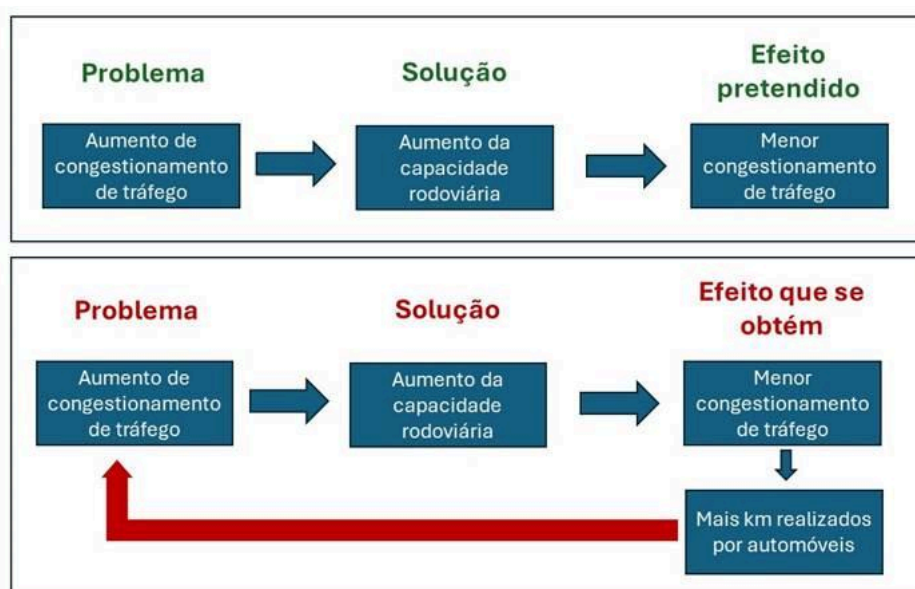 Problema
Solução
Efeito
pretendido
Aumento de
congestionamento
de tráfego
Aumento da
capacidade
rodoviária
Menor
congestionamento
de tráfego
Problema
Solução
Efeito que se
obtém
Aumento de
congestionamento
de tráfego
Aumento da
capacidade
rodoviária
Menor
congestionamento
de tráfego
Mais km realizados
por automóveis